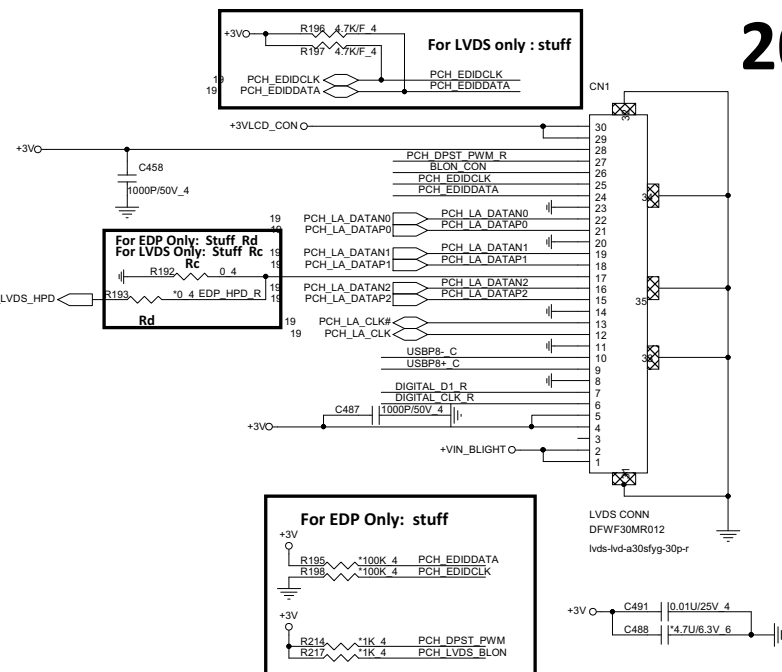 20
R196 4.7K/F_4
+3V
R197 4.7K/F_4
For LVDS only : stuff
19 PCH_EDIDCLK PCH_EDIDCLK
19 PCH_EDIDDATA PCH_EDIDDATA
CN1
+3VLCD_CON
30
29
+3V
28
PCH_DPST_PWM_R 27
BLON_CON 26
PCH_EDIDCLK 25
PCH_EDIDDATA 24
C458
1000P/50V_4
23
19 PCH_LA_DATAN0 PCH_LA_DATAN0 22
19 PCH_LA_DATAP0 PCH_LA_DATAP0 21
20
19 PCH_LA_DATAN1 PCH_LA_DATAN1 19
19 PCH_LA_DATAP1 PCH_LA_DATAP1 18
17
19 PCH_LA_DATAN2 PCH_LA_DATAN2 16
19 PCH_LA_DATAP2 PCH_LA_DATAP2 15
14
19 PCH_LA_CLK# 13
19 PCH_LA_CLK 12
11
USBP8-_C 10
USBP8+_C 9
8
DIGITAL_D1_R 7
DIGITAL_CLK_R 6
5
4
3
2
1
34
35
For EDP Only: Stuff Rd
For LVDS Only: Stuff Rc
Rc
R192 0_4
LVDS_HPD R193 *0_4 EDP_HPD_R
Rd
C487 1000P/50V_4
+3V
+VIN_BLIGHT
LVDS CONN
DFWF30MR012
lvds-lvd-a30sfyg-30p-r
For EDP Only: stuff
+3V
R195 *100K_4 PCH_EDIDDATA
R198 *100K_4 PCH_EDIDCLK
+3V
R214 *1K_4 PCH_DPST_PWM
R217 *1K_4 PCH_LVDS_BLON
+3V C491 0.01U/25V_4
C488 *4.7U/6.3V_6